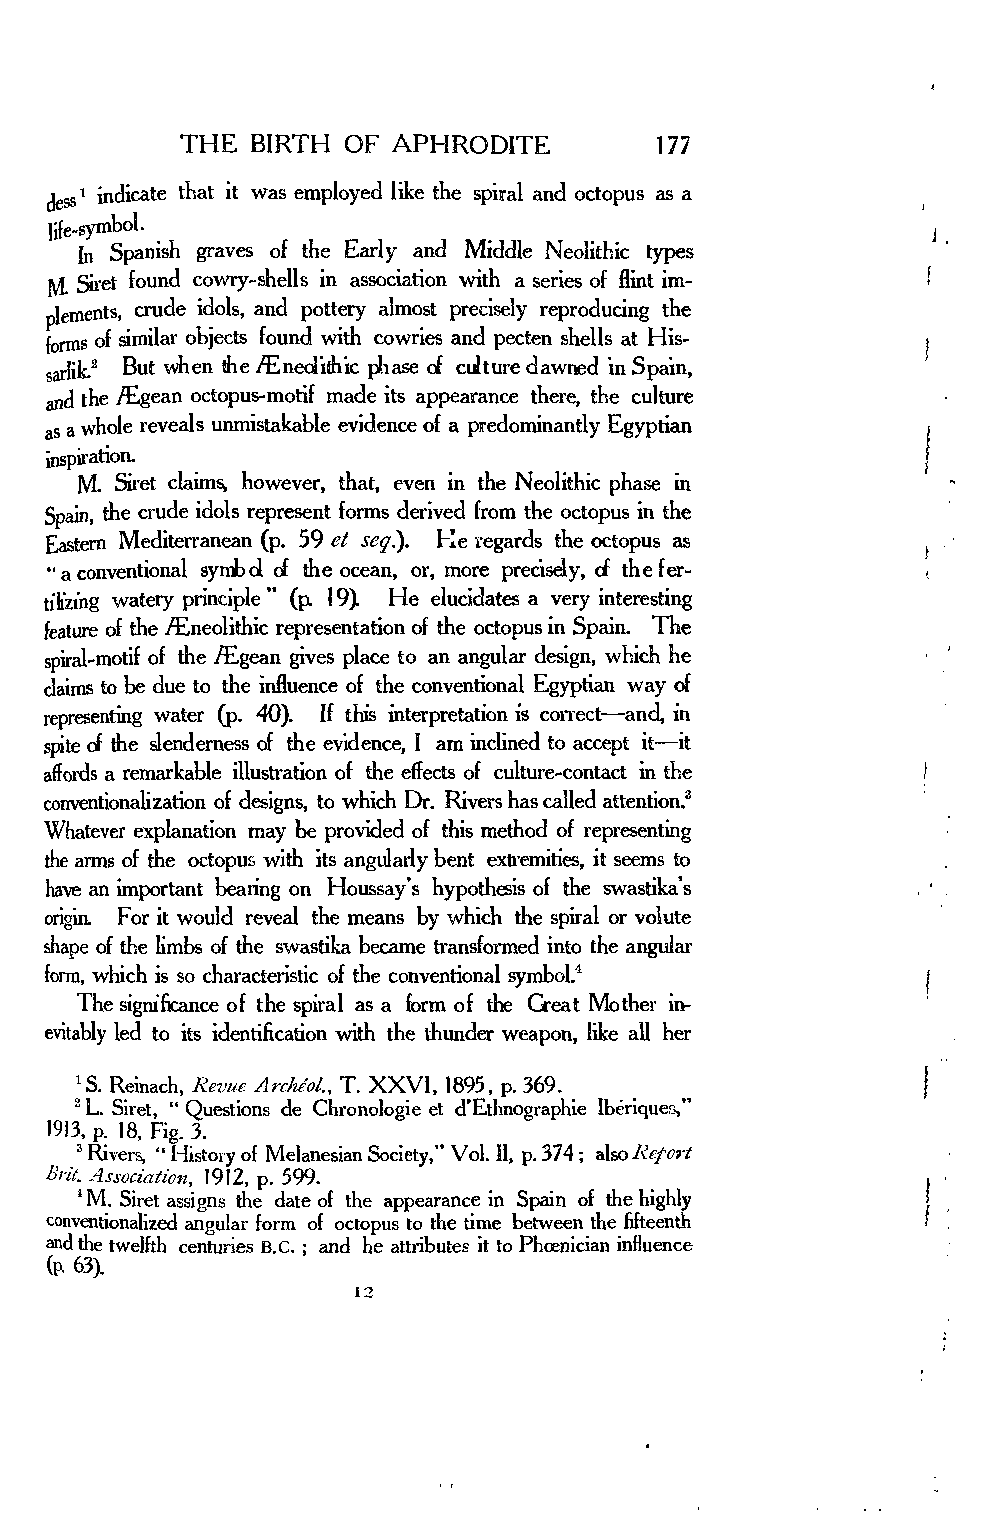 THE BIRTH OF APHRODITE 177
dess¹ indicate that it was employed like the spiral and octopus as a
life-symbol.
In Spanish graves of the Early and Middle Neolithic types
M. Siret found cowry-shells in association with a series of flint im-
plements, crude idols, and pottery almost precisely reproducing the
forms of similar objects found with cowries and pecten shells at His-
sarlik.² But when the Æneolithic phase of culture dawned in Spain,
and the Ægean octopus-motif made its appearance there, the culture
as a whole reveals unmistakable evidence of a predominantly Egyptian
inspiration.
M. Siret claims, however, that, even in the Neolithic phase in
Spain, the crude idols represent forms derived from the octopus in the
Eastern Mediterranean (p. 59 et seq.). He regards the octopus as
“a conventional symbol of the ocean, or, more precisely, of the fer-
tilizing watery principle” (p. 19). He elucidates a very interesting
feature of the Æneolithic representation of the octopus in Spain. The
spiral-motif of the Ægean gives place to an angular design, which he
claims to be due to the influence of the conventional Egyptian way of
representing water (p. 40). If this interpretation is correct—and, in
spite of the slenderness of the evidence, I am inclined to accept it—it
affords a remarkable illustration of the effects of culture-contact in the
conventionalization of designs, to which Dr. Rivers has called attention.³
Whatever explanation may be provided of this method of representing
the arms of the octopus with its angularly bent extremities, it seems to
have an important bearing on Houssay's hypothesis of the swastika's
origin. For it would reveal the means by which the spiral or volute
shape of the limbs of the swastika became transformed into the angular
form, which is so characteristic of the conventional symbol.⁴
The significance of the spiral as a form of the Great Mother in-
evitably led to its identification with the thunder weapon, like all her
¹ S. Reinach, Revue Archéol., T. XXVI, 1895, p. 369.
² L. Siret, “Questions de Chronologie et d'Ethnographie Ibériques,”
1913, p. 18, Fig. 3.
³ Rivers, “History of Melanesian Society,” Vol. II, p. 374; also Report
Brit. Association, 1912, p. 599.
⁴ M. Siret assigns the date of the appearance in Spain of the highly
conventionalized angular form of octopus to the time between the fifteenth
and the twelfth centuries B.C.; and he attributes it to Phœnician influence
(p. 63).
12